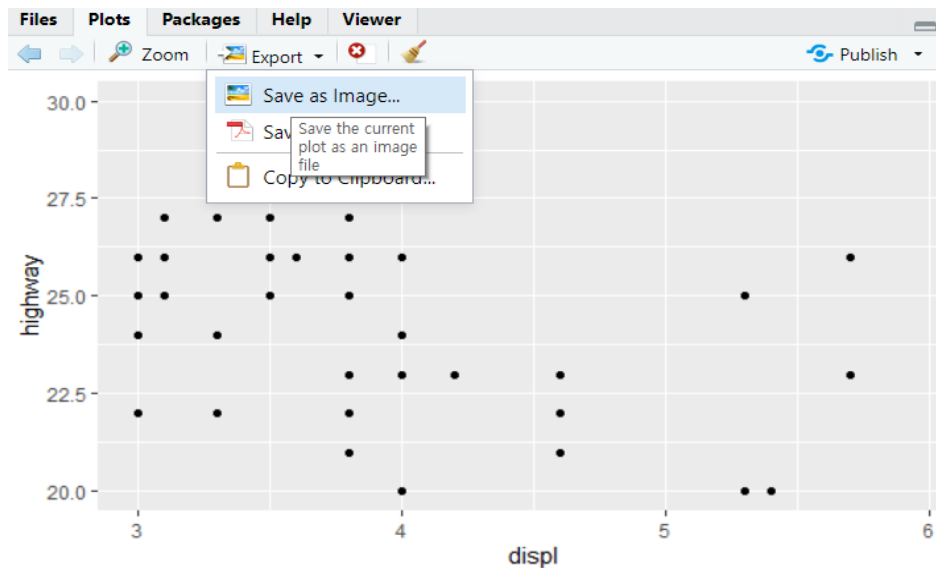 Files Plots Packages Help Viewer
Zoom Export Publish
Save as Image...
Sav
Save the current
plot as an image
file
Copy to Clipboard...
30.0
27.5
25.0
22.5
20.0
highway
3 4 5 6
displ